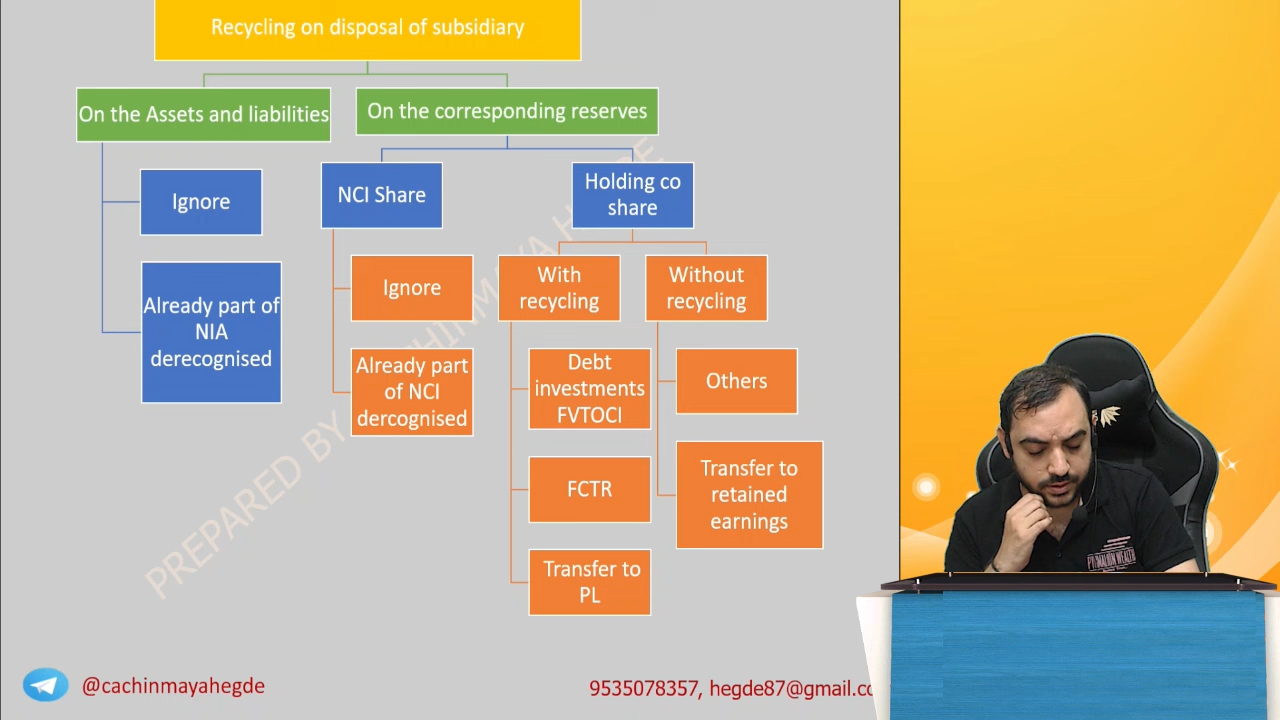 Recycling on disposal of subsidiary
On the Assets and liabilities
On the corresponding reserves
Ignore
Already part of
NIA
derecognised
NCI Share
Ignore
Already part
of NCI
dercognised
Holding co
share
With
recycling
Debt
investments
FVTOCI
FCTR
Transfer to
PL
Without
recycling
Others
Transfer to
retained
earnings
PREPARED BY
@cachinmayahegde
9535078357, hegde87@gmail.co